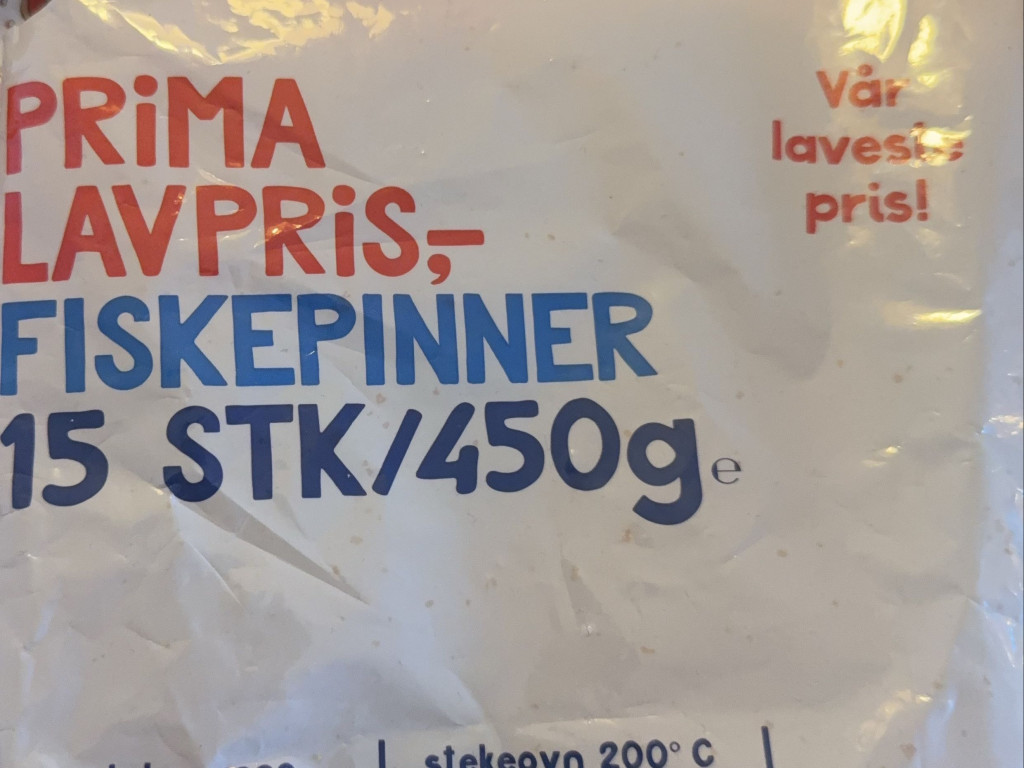 PRiMA
LAVPRiS,-
FISKEPINNER
15 STK/450g e
Vår
laveste
pris!
stekeovn 200° C